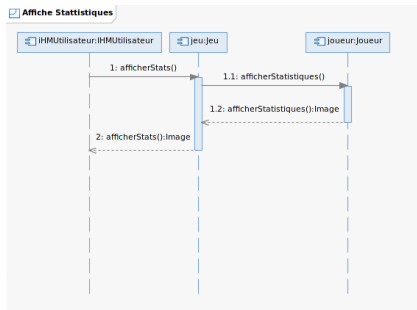 Affiche Stattistiques
iHMUtilisateur:IHMUtilisateur
jeu:Jeu
joueur:Joueur
1: afficherStats()
1.1: afficherStatistiques()
1.2: afficherStatistiques():Image
2: afficherStats():Image